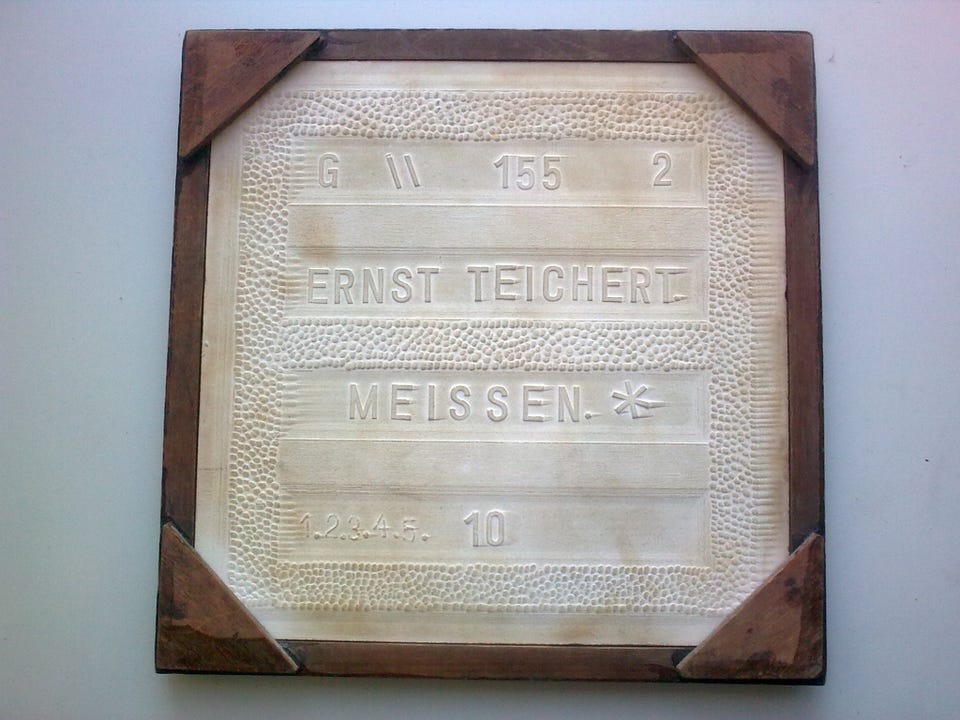 G \\ 155 2
ERNST TEICHERT.
MEISSEN. *
1.2.3.4.5. 10